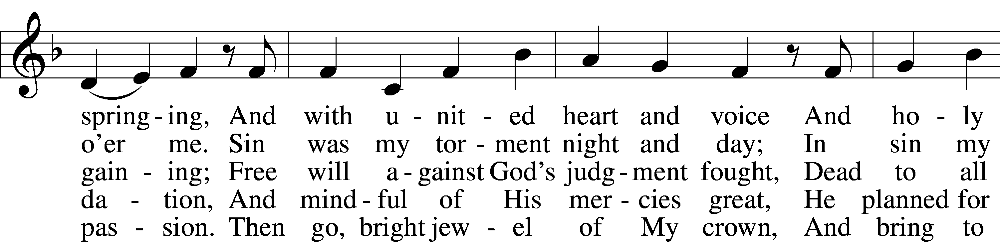 spring - ing, And with u - nit - ed heart and voice And ho - ly
o’er me. Sin was my tor - ment night and day; In sin my
gain - ing; Free will a - gainst God’s judg - ment fought, Dead to all
da - tion, And mind - ful of His mer - cies great, He planned for
pas - sion. Then go, bright jew - el of My crown, And bring to